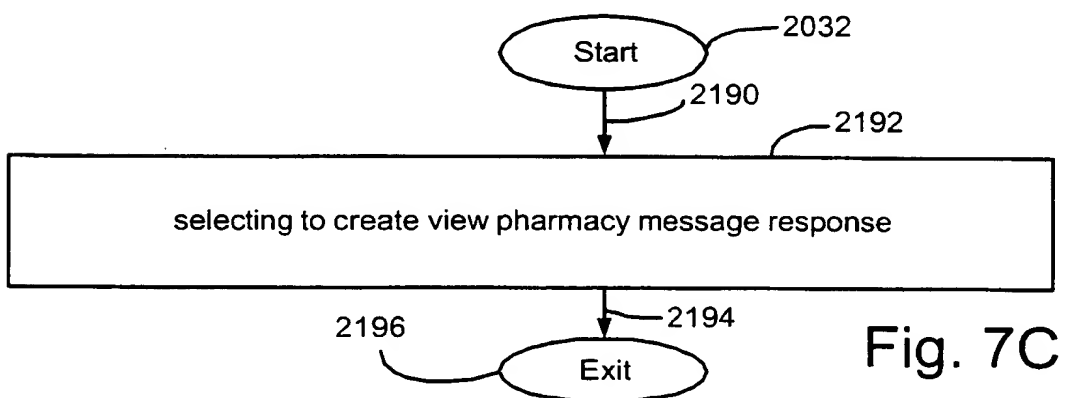 Start
2032
2190
2192
selecting to create view pharmacy message response
2194
2196
Exit
Fig. 7C